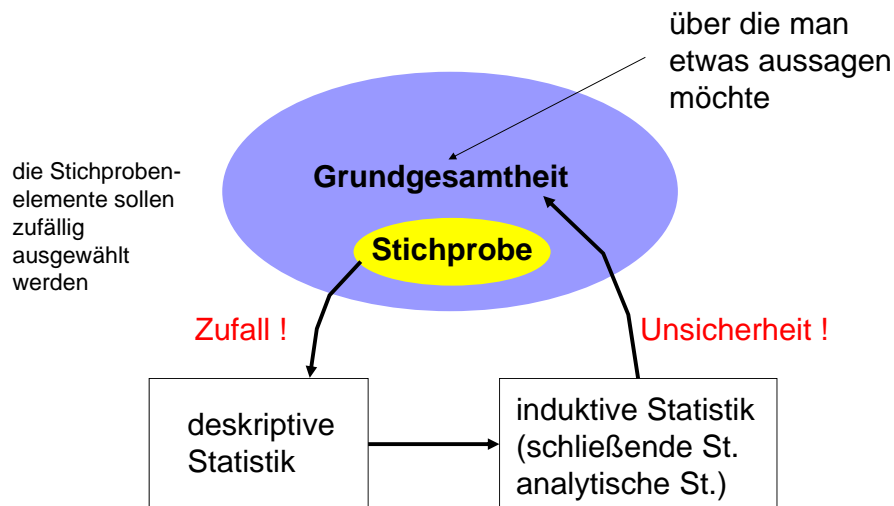 über die man
etwas aussagen
möchte
die Stichproben-
elemente sollen
zufällig
ausgewählt
werden
Grundgesamtheit
Stichprobe
Zufall !
Unsicherheit !
deskriptive
Statistik
induktive Statistik
(schließende St.
analytische St.)